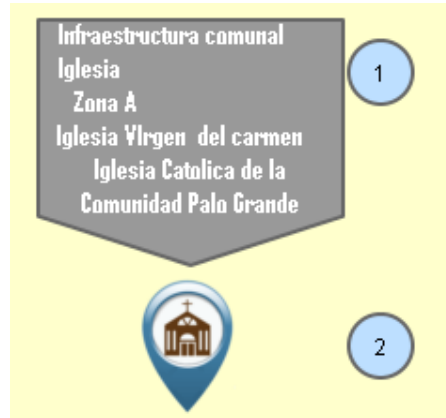 Infraestructura comunal
Iglesia
Zona A
Iglesia VIrgen del carmen
Iglesia Catolica de la
Comunidad Palo Grande
1
2